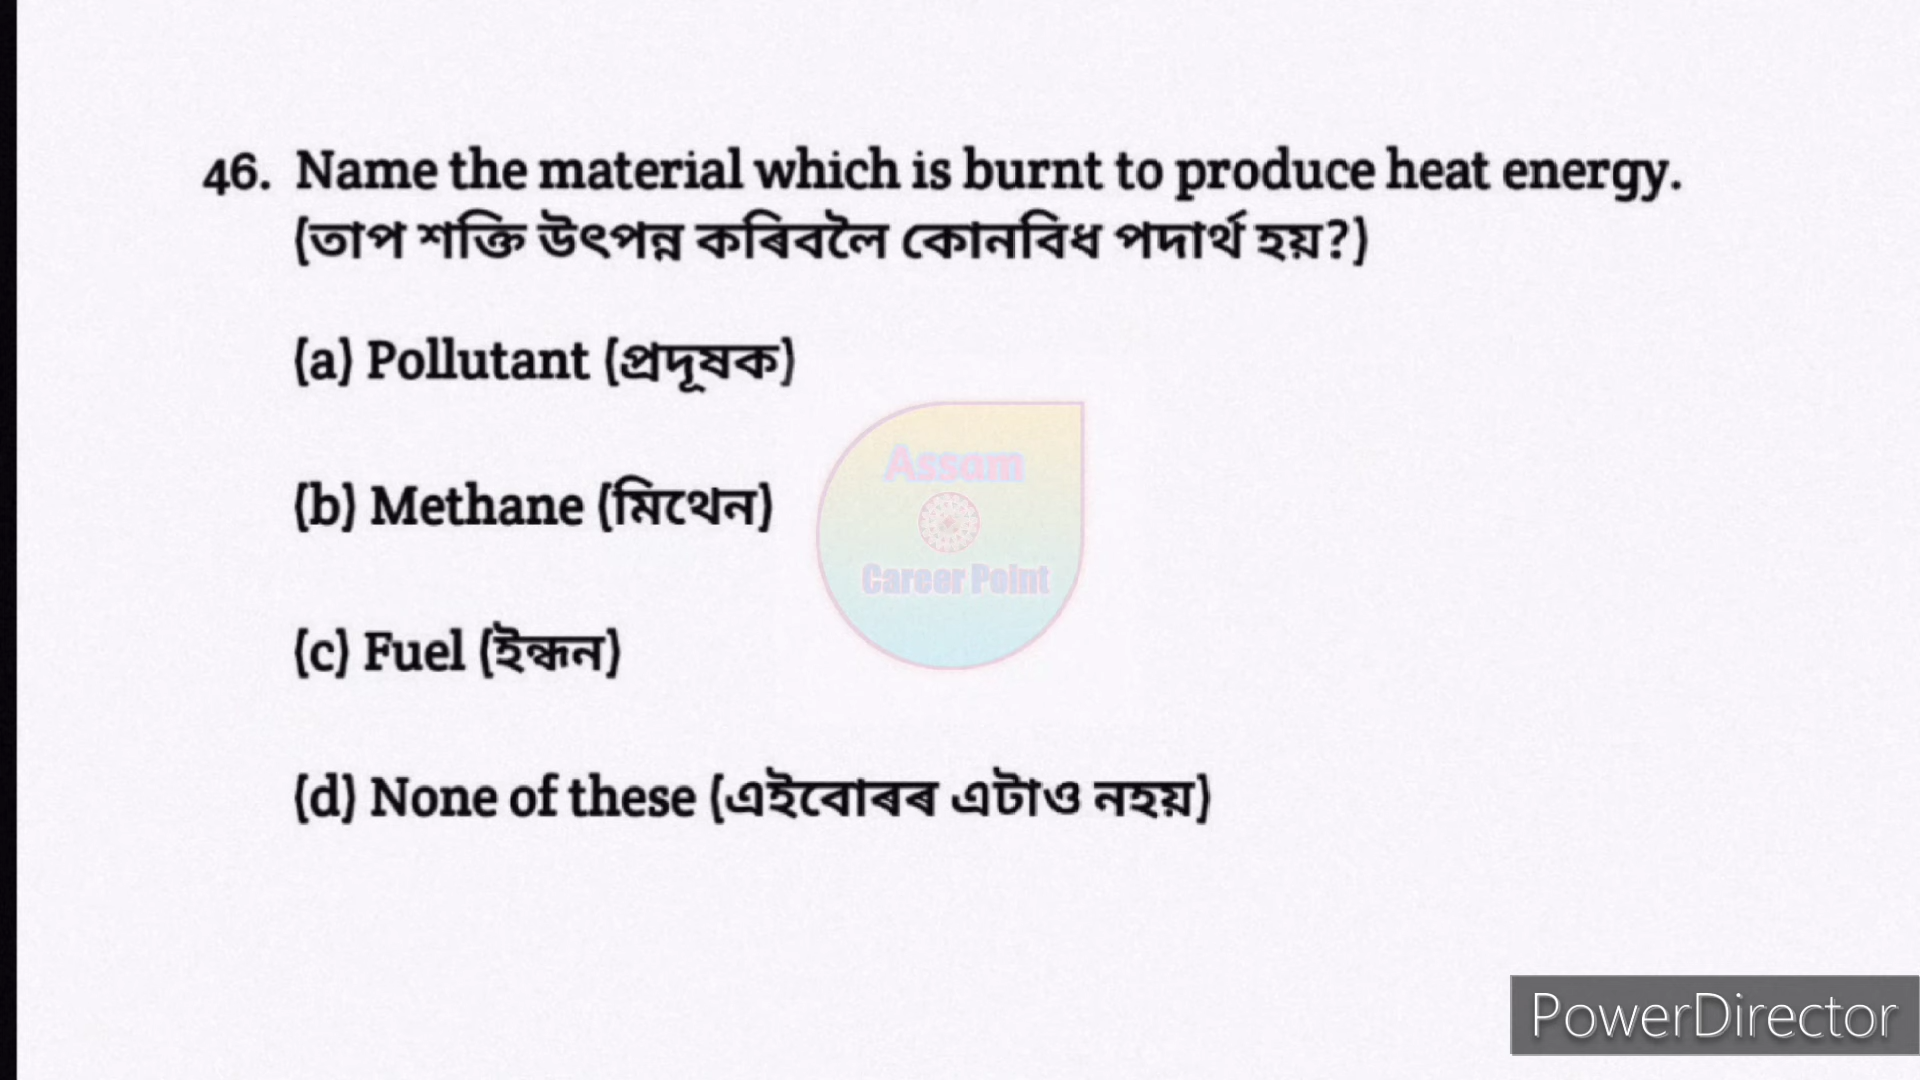 46. Name the material which is burnt to produce heat energy.
(তাপ শক্তি উৎপন্ন কৰিবলৈ কোনবিধ পদাৰ্থ হয়?)
(a) Pollutant (প্ৰদূষক)
(b) Methane (মিথেন)
(c) Fuel (ইন্ধন)
(d) None of these (এইবোৰৰ এটাও নহয়)
Assam
Career Point
PowerDirector